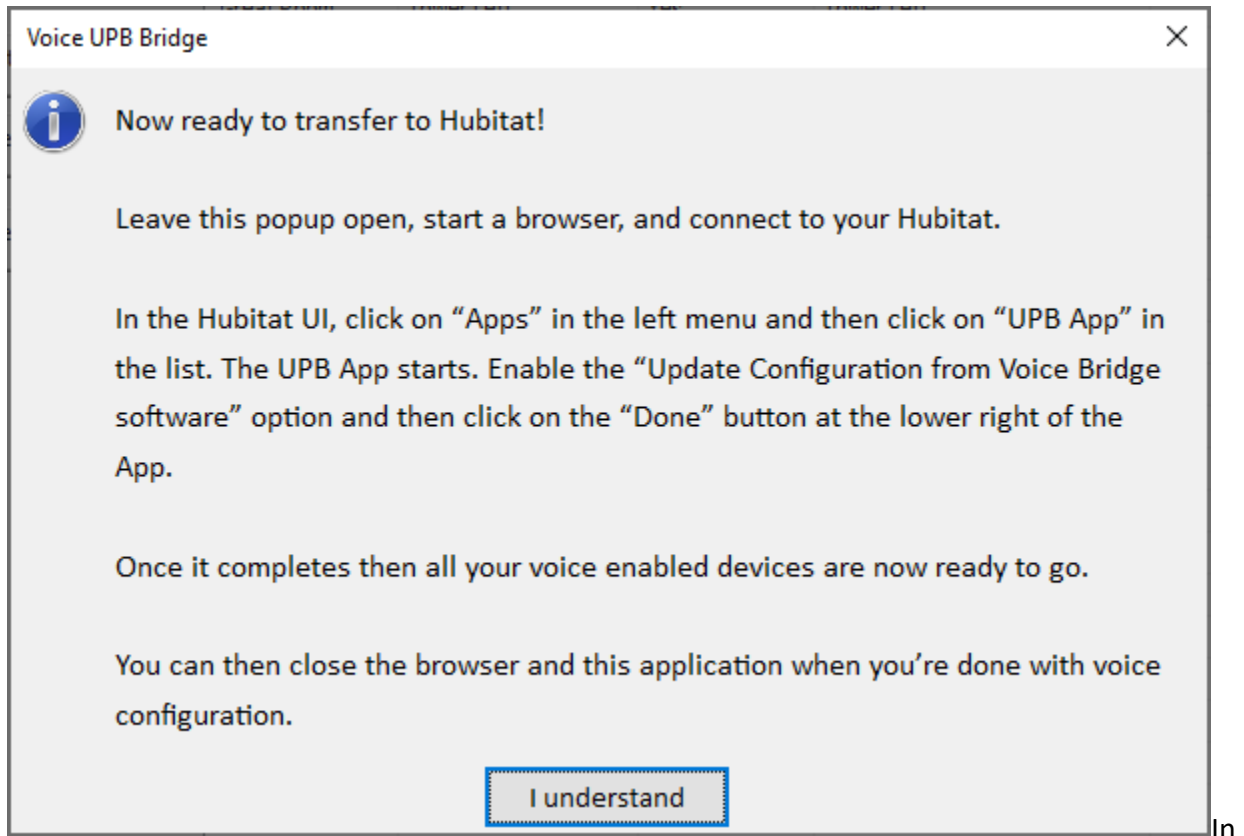 Voice UPB Bridge
Now ready to transfer to Hubitat!
Leave this popup open, start a browser, and connect to your Hubitat.
In the Hubitat UI, click on “Apps” in the left menu and then click on “UPB App” in
the list. The UPB App starts. Enable the “Update Configuration from Voice Bridge
software” option and then click on the “Done” button at the lower right of the
App.
Once it completes then all your voice enabled devices are now ready to go.
You can then close the browser and this application when you’re done with voice
configuration.
I understand
In